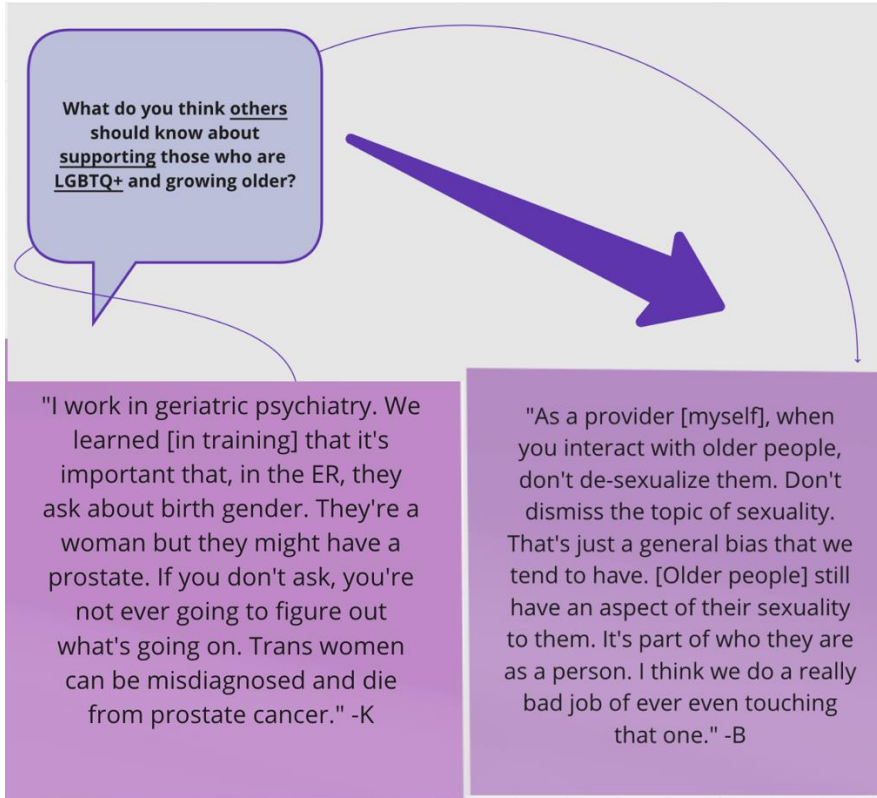 What do you think others
should know about
supporting those who are
LGBTQ+ and growing older?
"I work in geriatric psychiatry. We
learned [in training] that it's
important that, in the ER, they
ask about birth gender. They're a
woman but they might have a
prostate. If you don't ask, you're
not ever going to figure out
what's going on. Trans women
can be misdiagnosed and die
from prostate cancer." -K
"As a provider [myself], when
you interact with older people,
don't de-sexualize them. Don't
dismiss the topic of sexuality.
That's just a general bias that we
tend to have. [Older people] still
have an aspect of their sexuality
to them. It's part of who they are
as a person. I think we do a really
bad job of ever even touching
that one." -B